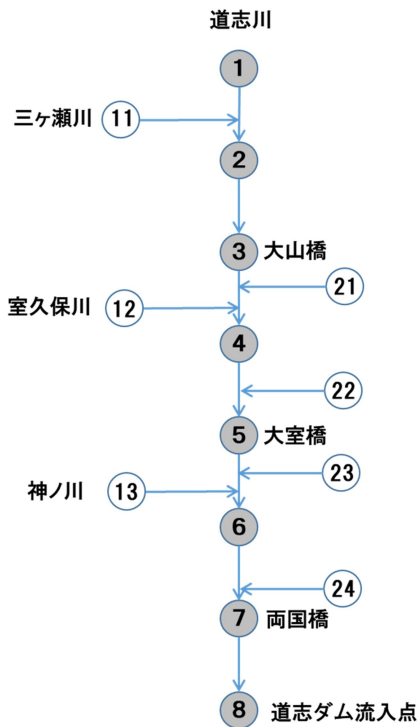 道志川
1
三ヶ瀬川 11
2
3 大山橋
21
室久保川 12
4
22
5 大室橋
23
神ノ川 13
6
24
7 両国橋
8 道志ダム流入点